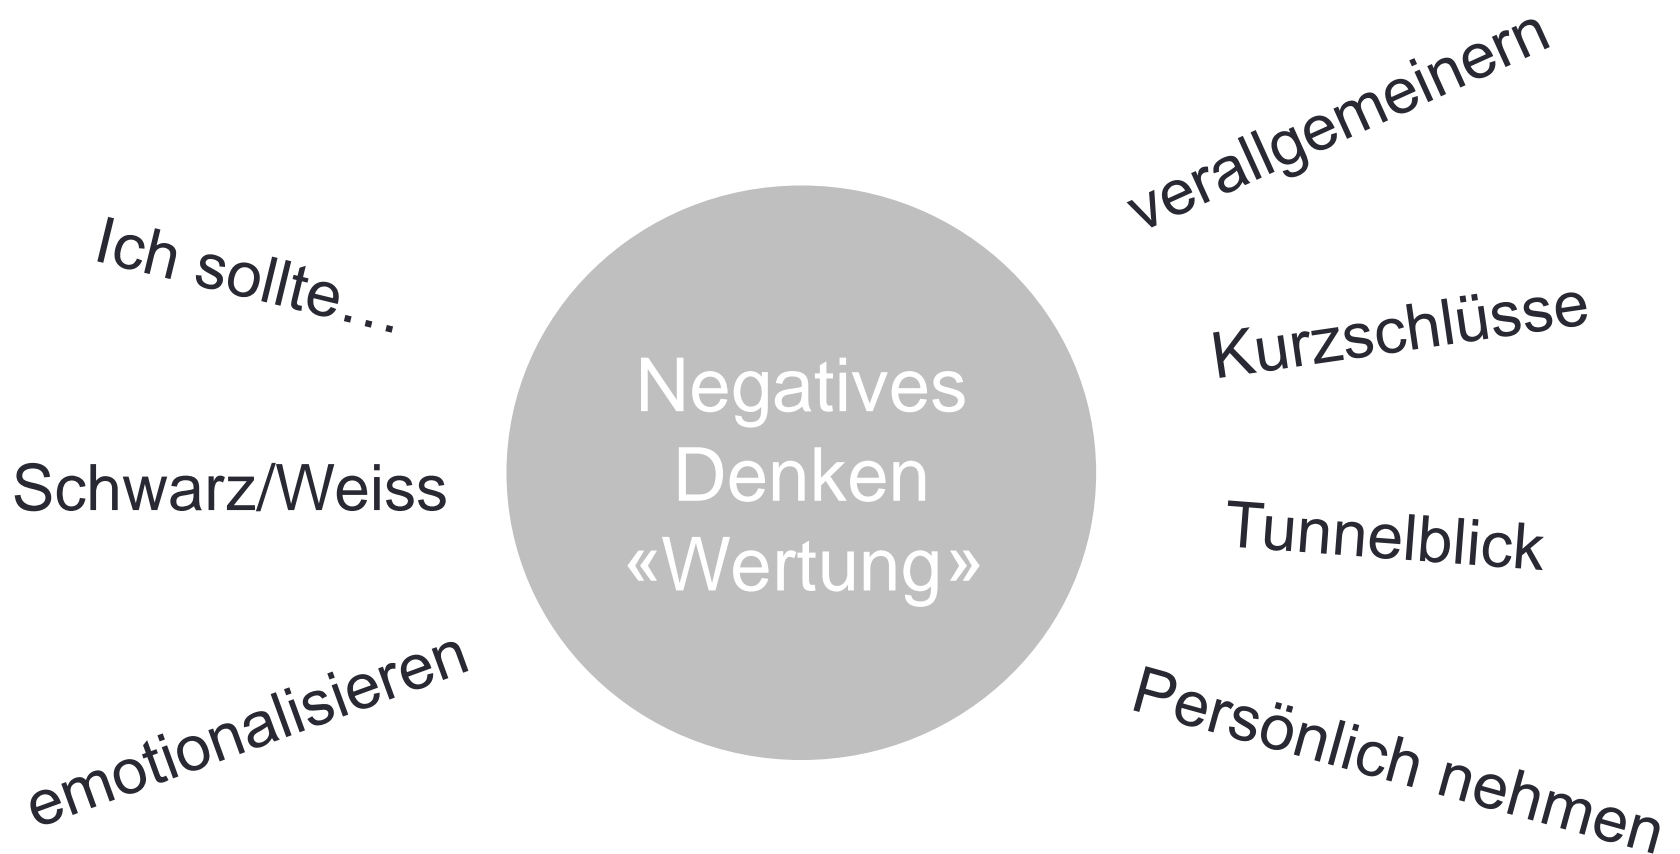 verallgemeinern
Ich sollte…
Kurzschlüsse
Negatives
Denken
«Wertung»
Schwarz/Weiss
Tunnelblick
emotionalisieren
Persönlich nehmen